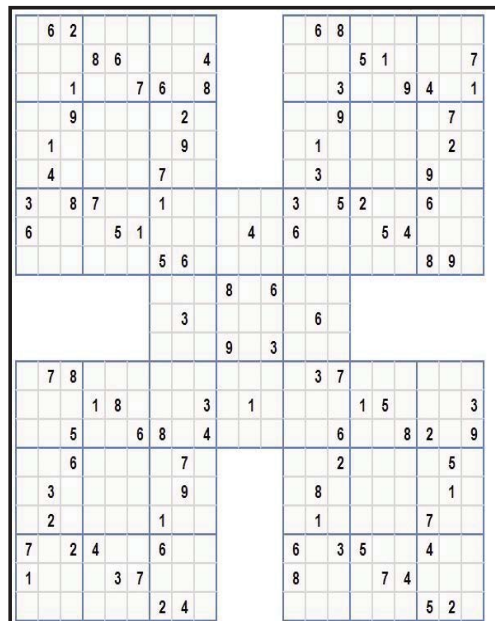 6 2 6 8
8 6 4 5 1 7
1 7 6 8 3 9 4 1
9 2 9 7
1 9 1 2
4 7 3 9
3 8 7 1 3 5 2 6
6 5 1 4 6 5 4
5 6 8 9
8 6
3 6
9 3
7 8 3 7
1 8 3 1 1 5 3
5 6 8 4 6 8 2 9
6 7 2 5
3 9 8 1
2 1 1 7
7 2 4 6 6 3 5 4
1 3 7 8 7 4
2 4 5 2